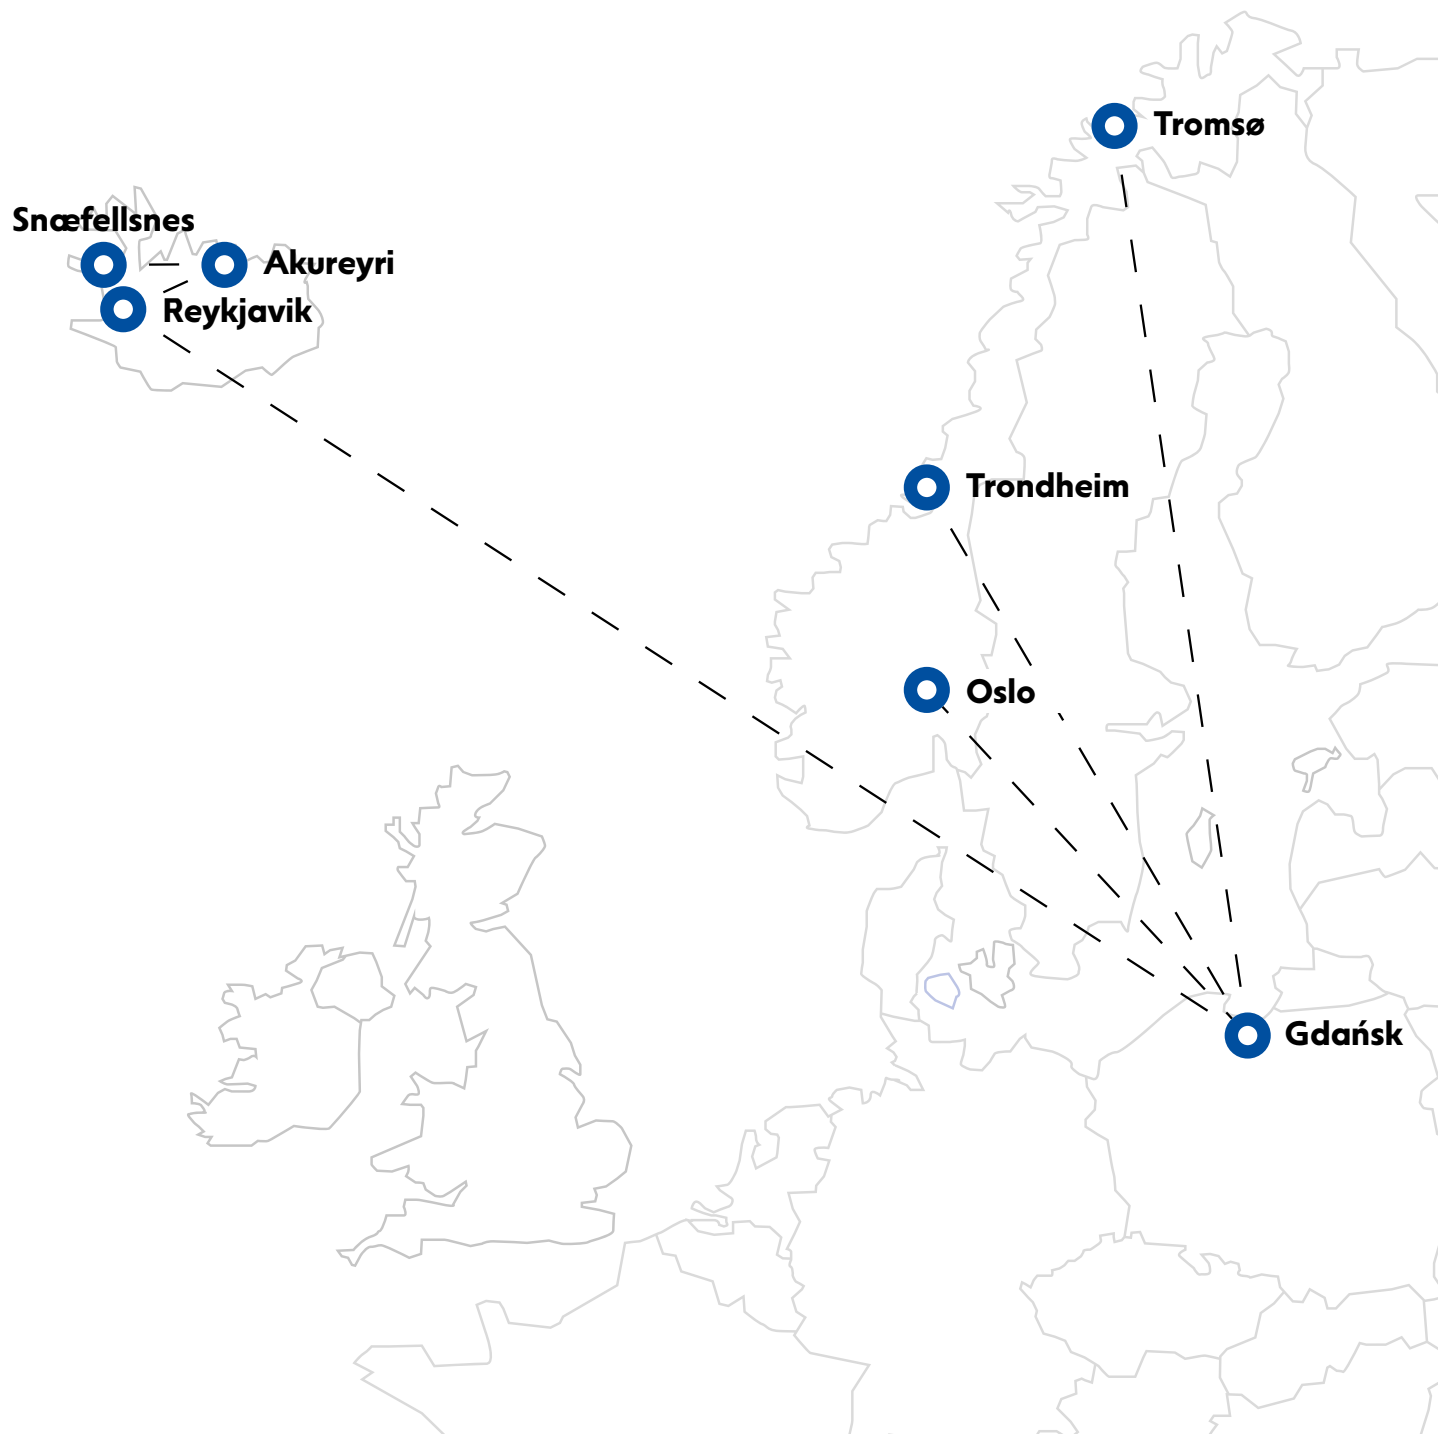 Tromsø
Snæfellsnes
Akureyri
Reykjavik
Trondheim
Oslo
Gdańsk